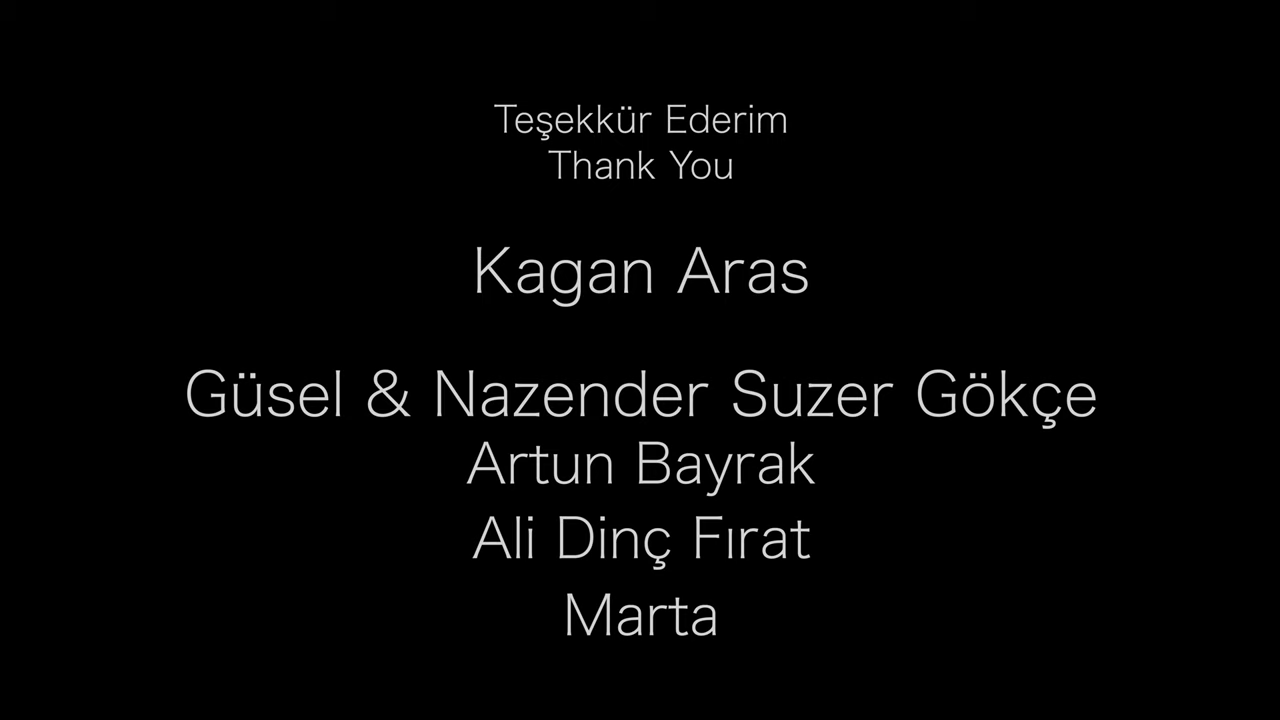 Teşekkür Ederim
Thank You
Kagan Aras
Güsel & Nazender Suzer Gökçe
Artun Bayrak
Ali Dinç Fırat
Marta